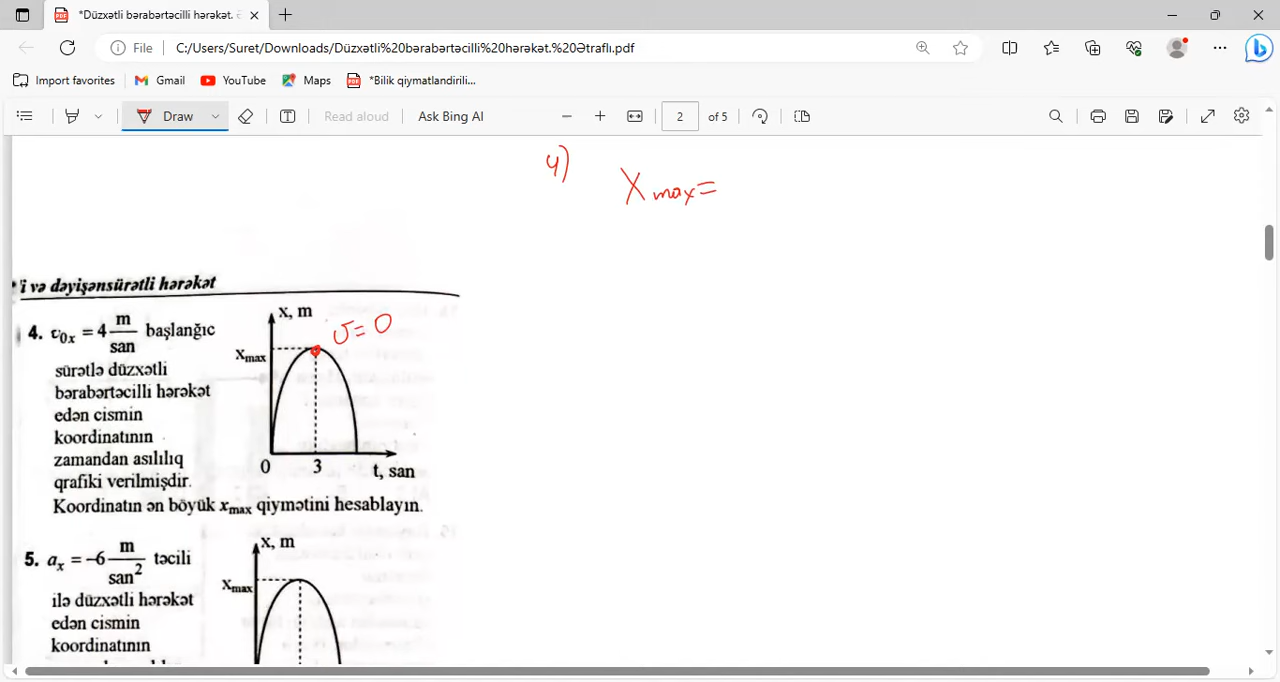 *Düzxətli bərabərtəcilli hərəkət.
File C:/Users/Suret/Downloads/Düzxətli%20bərabərtəcilli%20hərəkət.%20Ətraflı.pdf
Import favorites Gmail YouTube Maps *Bilik qiymatlandirili...
Draw Read aloud Ask Bing AI 2 of 5
4) Xmax=
i və dəyişənsürətli hərəkət
4. υ0x = 4 m/san başlanğıc
sürətlə düzxətli
bərabərtəcilli hərəkət
edən cismin
koordinatının
zamandan asılılıq
qrafiki verilmişdir.
Koordinatın ən böyük xmax qiymətini hesablayın.
x, m
υ=0
xmax
0 3 t, san
5. ax = –6 m/san² təcili
ilə düzxətli hərəkət
edən cismin
koordinatının
x, m
xmax